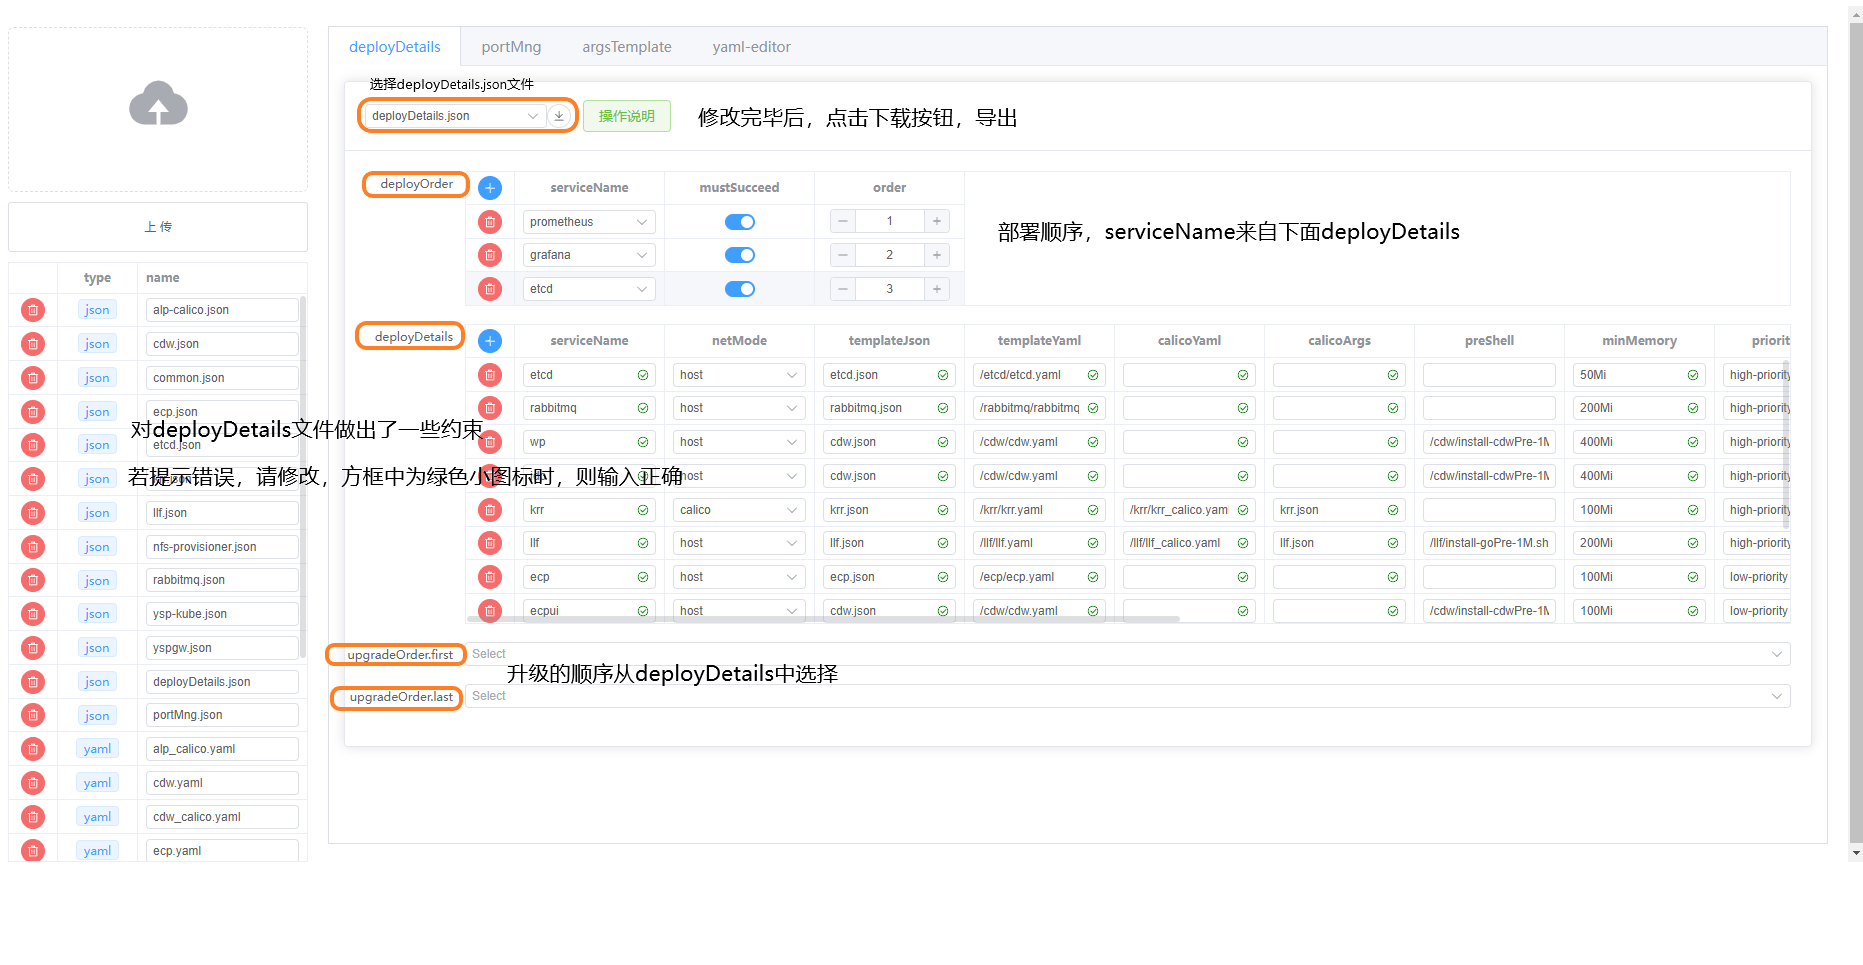 deployDetails portMng argsTemplate yaml-editor
选择deployDetails.json文件
deployDetails.json 操作说明 修改完毕后，点击下载按钮，导出
上传
type name
json alp-calico.json
json cdw.json
json common.json
json ecp.json
json etcd.json
json
json llf.json
json nfs-provisioner.json
json rabbitmq.json
json ysp-kube.json
json yspgw.json
json deployDetails.json
json portMng.json
yaml alp_calico.yaml
yaml cdw.yaml
yaml cdw_calico.yaml
yaml ecp.yaml
deployOrder serviceName mustSucceed order
prometheus 1
grafana 2
etcd 3
部署顺序，serviceName来自下面deployDetails
deployDetails serviceName netMode templateJson templateYaml calicoYaml calicoArgs preShell minMemory priorit
etcd host etcd.json /etcd/etcd.yaml 50Mi high-priority
rabbitmq host rabbitmq.json /rabbitmq/rabbitmq 200Mi high-priority
wp host cdw.json /cdw/cdw.yaml /cdw/install-cdwPre-1M 400Mi high-priority
host cdw.json /cdw/cdw.yaml /cdw/install-cdwPre-1M 400Mi high-priority
krr calico krr.json /krr/krr.yaml /krr/krr_calico.yaml krr.json 100Mi high-priority
llf host llf.json /llf/llf.yaml /llf/llf_calico.yaml llf.json /llf/install-goPre-1M.sh 200Mi high-priority
ecp host ecp.json /ecp/ecp.yaml 100Mi low-priority
ecpui host cdw.json /cdw/cdw.yaml /cdw/install-cdwPre-1M 100Mi low-priority
对deployDetails文件做出了一些约束
若提示错误，请修改，方框中为绿色小图标时，则输入正确
upgradeOrder.first Select
升级的顺序从deployDetails中选择
upgradeOrder.last Select